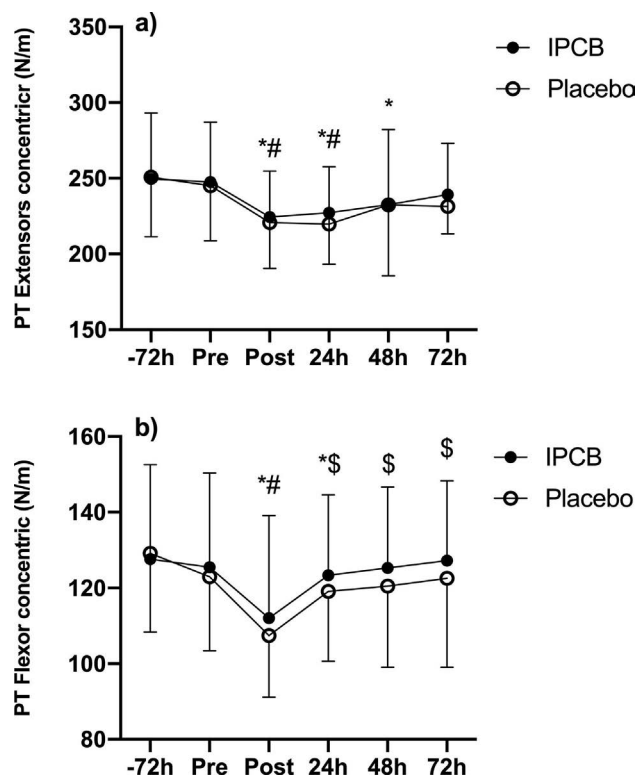 a)
PT Extensors concentricr (N/m)
350
300
250
200
150
*#
*#
*
IPCB
Placebo
-72h Pre Post 24h 48h 72h
b)
PT Flexor concentric (N/m)
160
140
120
100
80
*#
*$
$
$
IPCB
Placebo
-72h Pre Post 24h 48h 72h